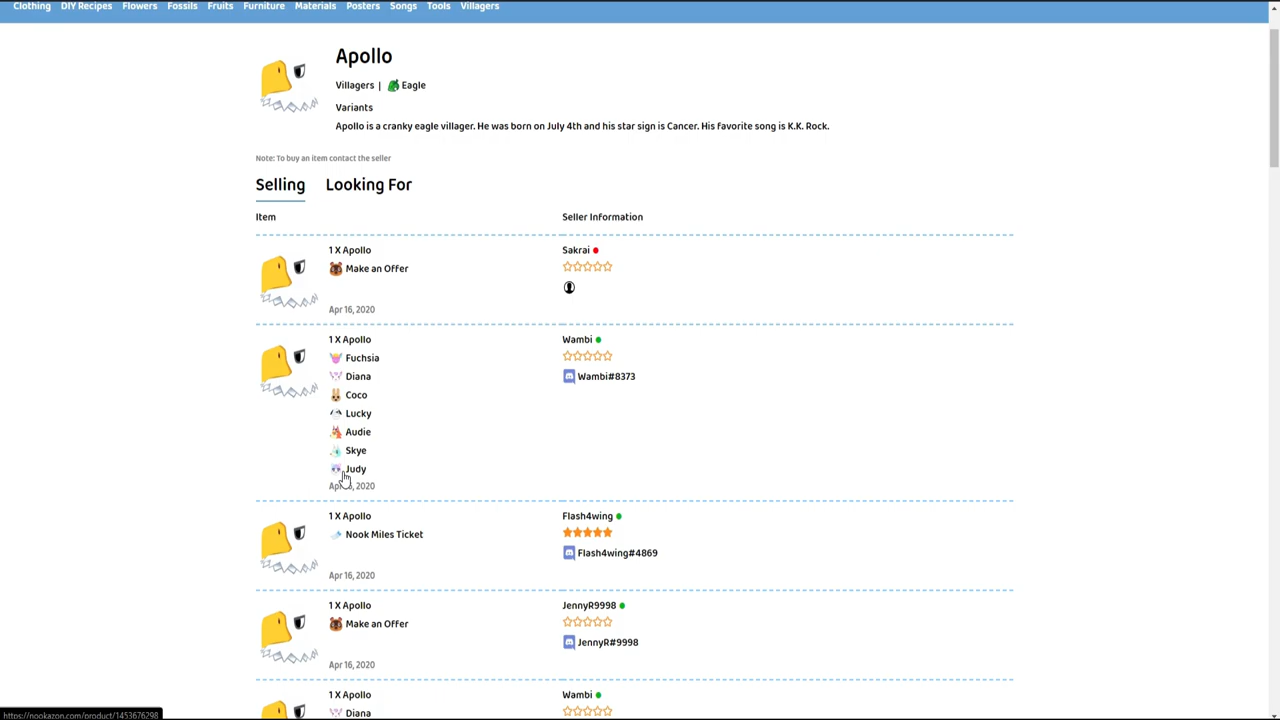 Clothing DIY Recipes Flowers Fossils Fruits Furniture Materials Posters Songs Tools Villagers
Apollo
Villagers | Eagle
Variants
Apollo is a cranky eagle villager. He was born on July 4th and his star sign is Cancer. His favorite song is K.K. Rock.
Note: To buy an item contact the seller
Selling Looking For
Item Seller Information
1 X Apollo Sakrai
Make an Offer
Apr 16, 2020
1 X Apollo Wambi
Fuchsia
Diana Wambi#8373
Coco
Lucky
Audie
Skye
Judy
2020
1 X Apollo Flash4wing
Nook Miles Ticket
Flash4wing#4869
Apr 16, 2020
1 X Apollo JennyR9998
Make an Offer
JennyR#9998
Apr 16, 2020
1 X Apollo Wambi
Diana
https://nookazon.com/product/1453676298